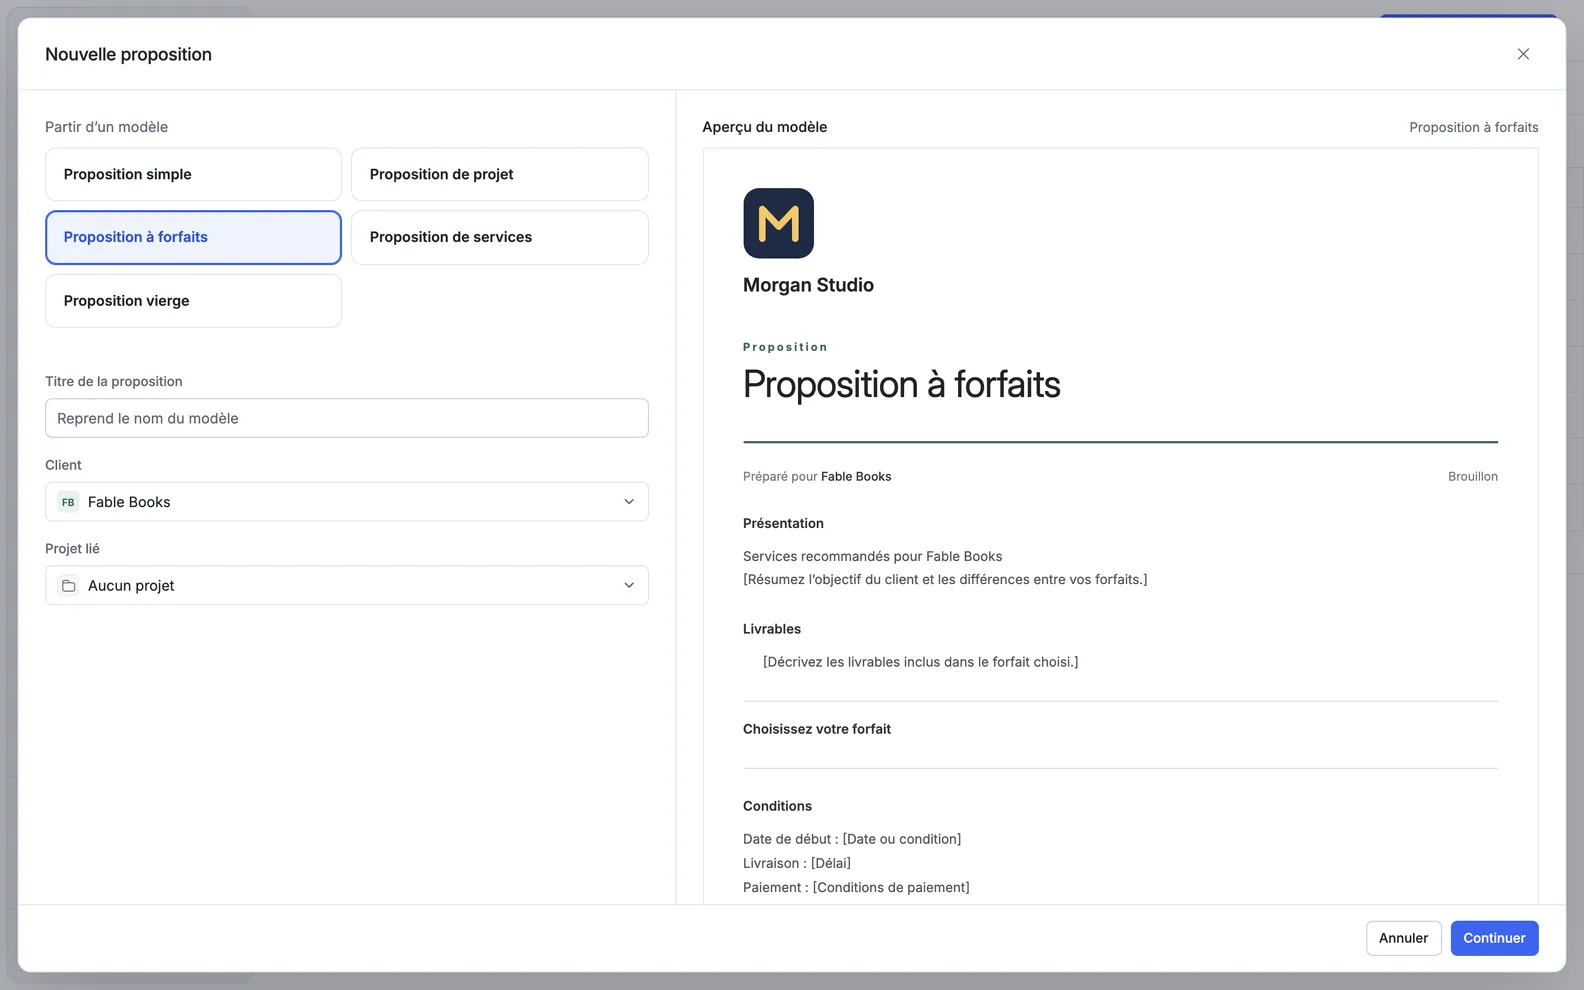 Nouvelle proposition
Partir d’un modèle
Proposition simple
Proposition de projet
Proposition à forfaits
Proposition de services
Proposition vierge
Titre de la proposition
Reprend le nom du modèle
Client
FB Fable Books
Projet lié
Aucun projet
Aperçu du modèle
Proposition à forfaits
M
Morgan Studio
Proposition
Proposition à forfaits
Préparé pour Fable Books
Brouillon
Présentation
Services recommandés pour Fable Books
[Résumez l’objectif du client et les différences entre vos forfaits.]
Livrables
[Décrivez les livrables inclus dans le forfait choisi.]
Choisissez votre forfait
Conditions
Date de début : [Date ou condition]
Livraison : [Délai]
Paiement : [Conditions de paiement]
Annuler
Continuer